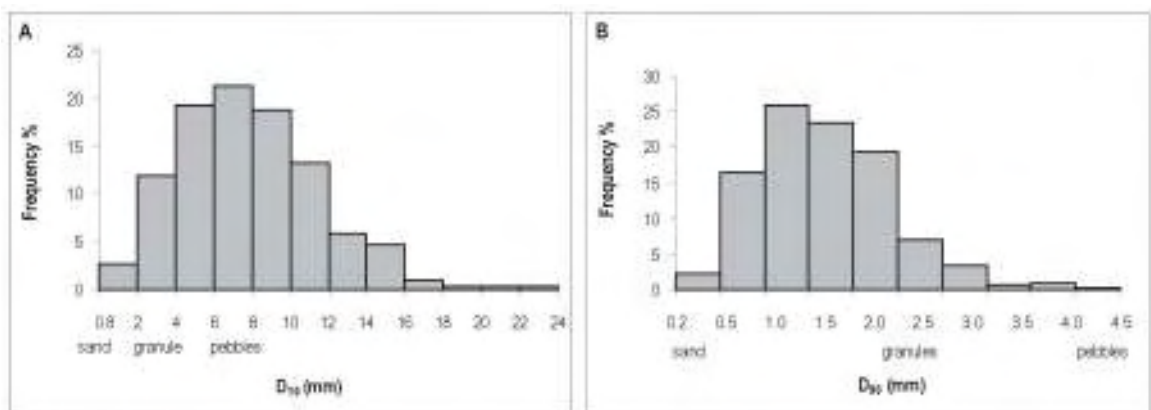 A
25
20
15
10
5
0
Frequency %
0.8 2 4 6 8 10 12 14 16 18 20 22 24
sand granule pebbles
D10 (mm)
B
30
25
20
15
10
5
0
Frequency %
0.2 0.5 1.0 1.5 2.0 2.5 3.0 3.5 4.0 4.5
sand granules pebbles
D90 (mm)